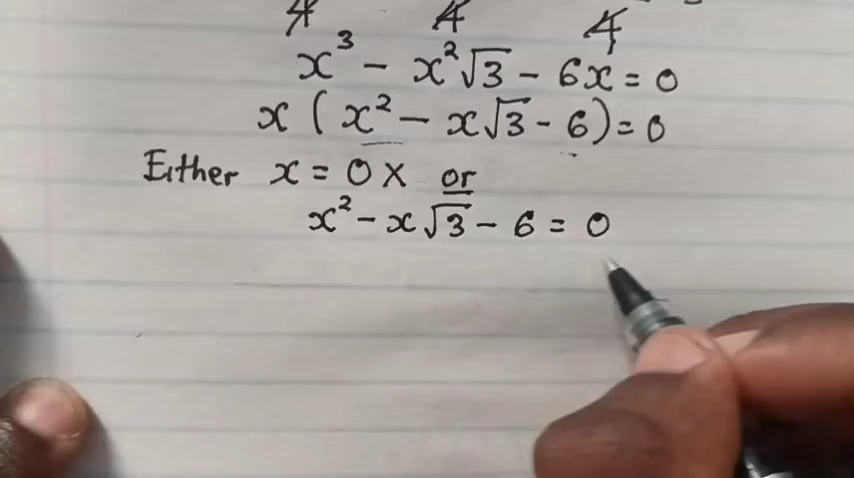 4 4 4
x³ - x²√3 - 6x = 0
x (x² - x√3 - 6) = 0
Either x = 0 X or
x² - x√3 - 6 = 0